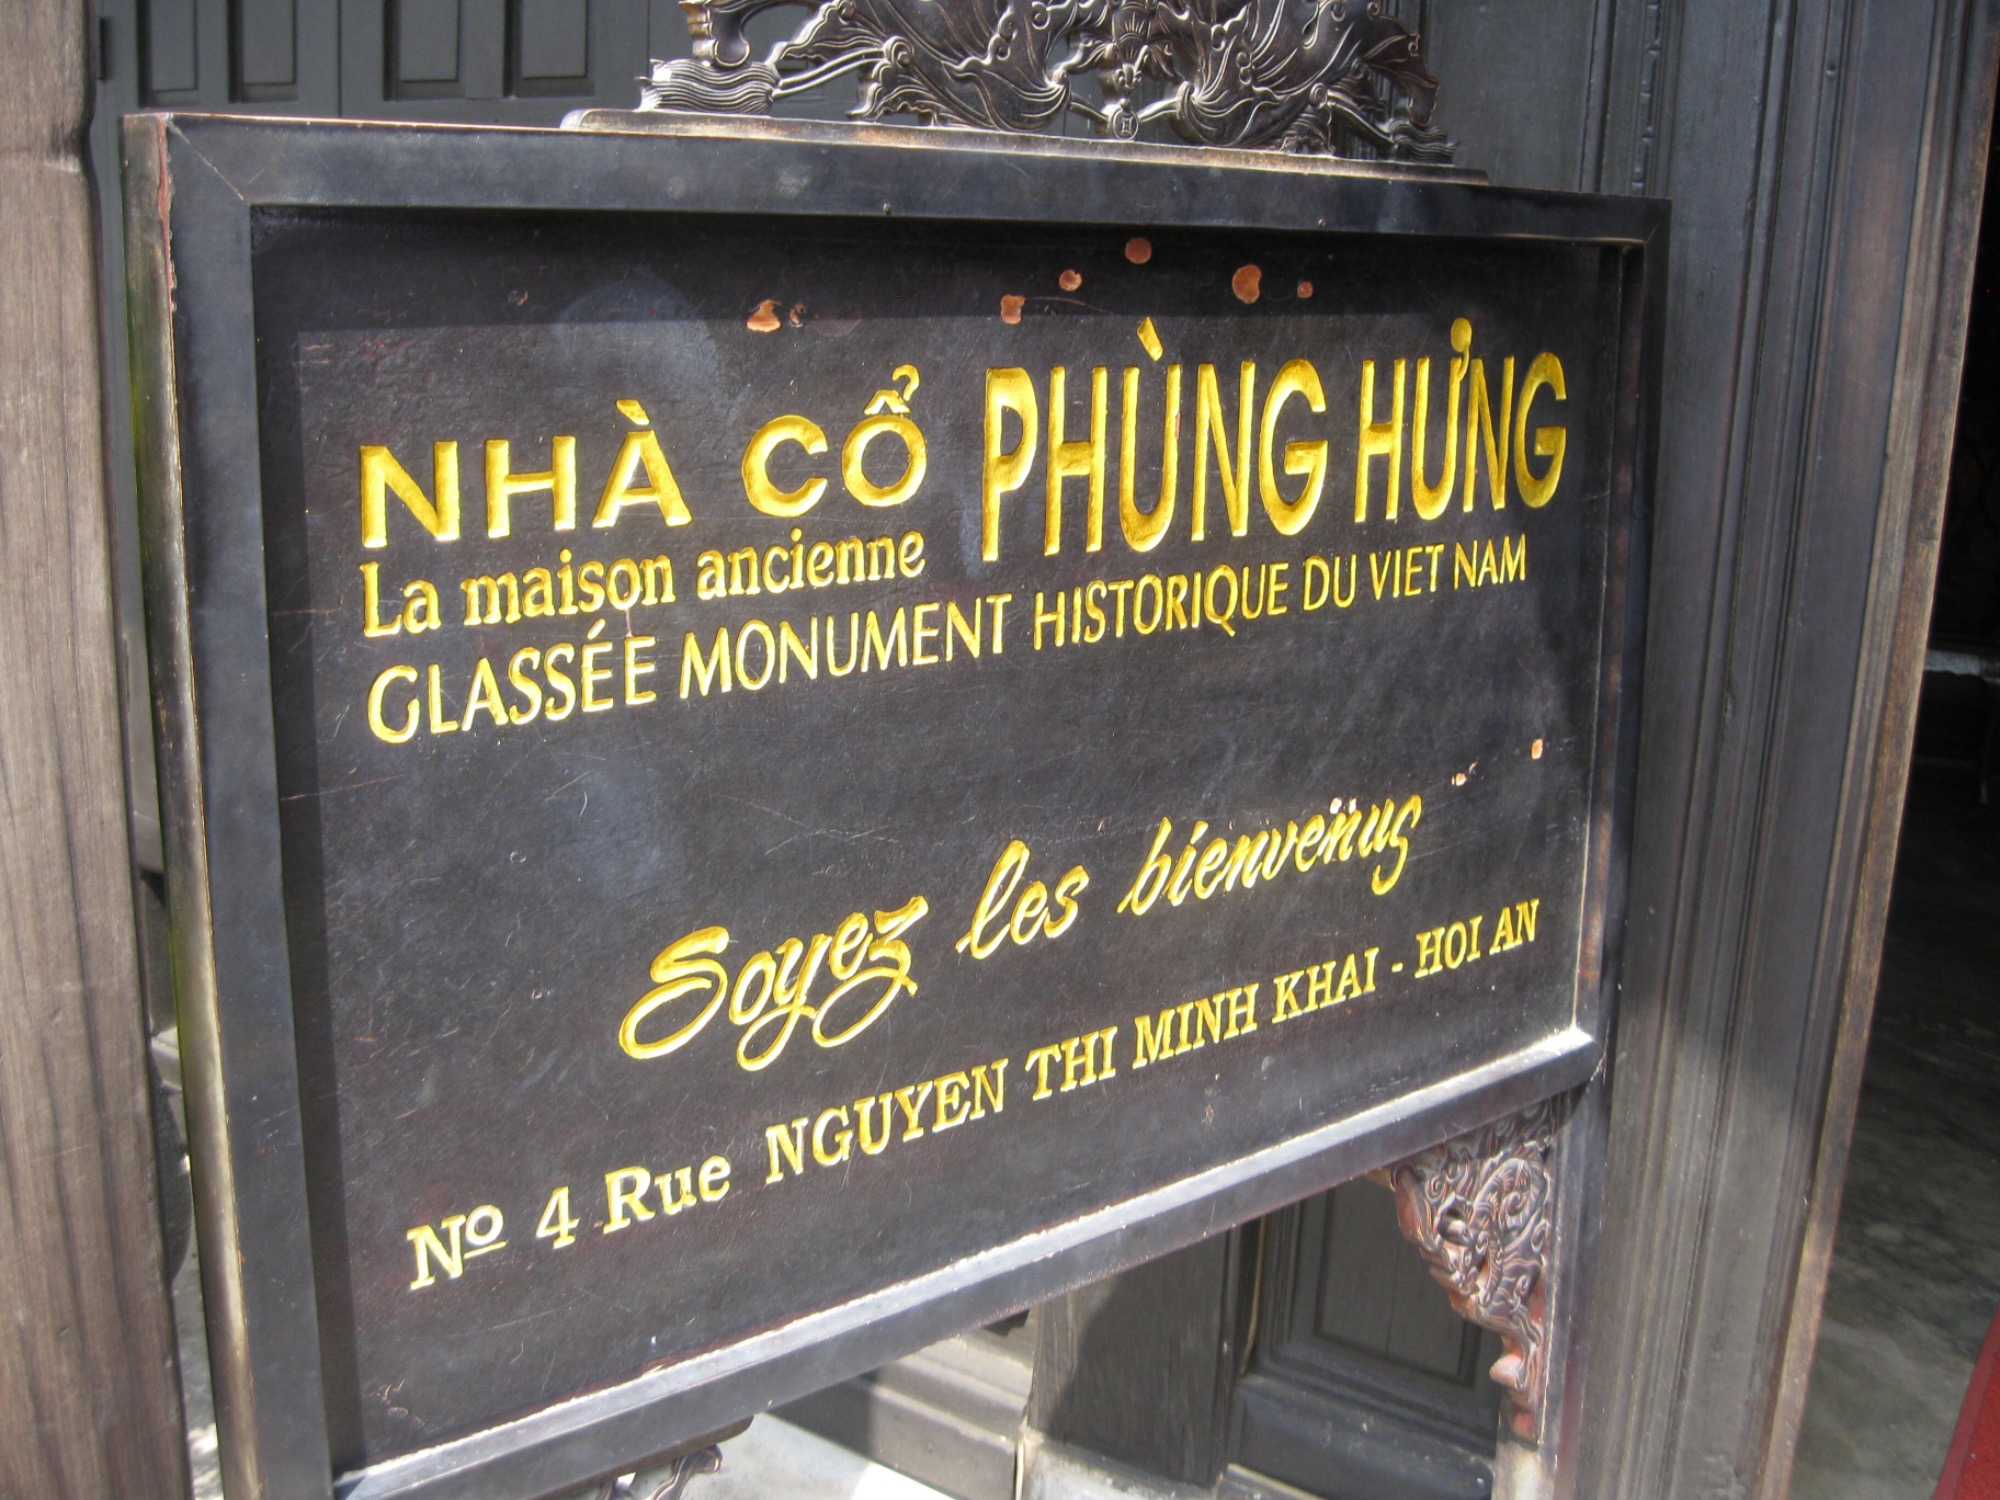 NHÀ CỔ PHÙNG HƯNG
La maison ancienne
GLASSÉE MONUMENT HISTORIQUE DU VIET NAM
Soyez les bienvenus
Nº 4 Rue NGUYEN THI MINH KHAI - HOI AN